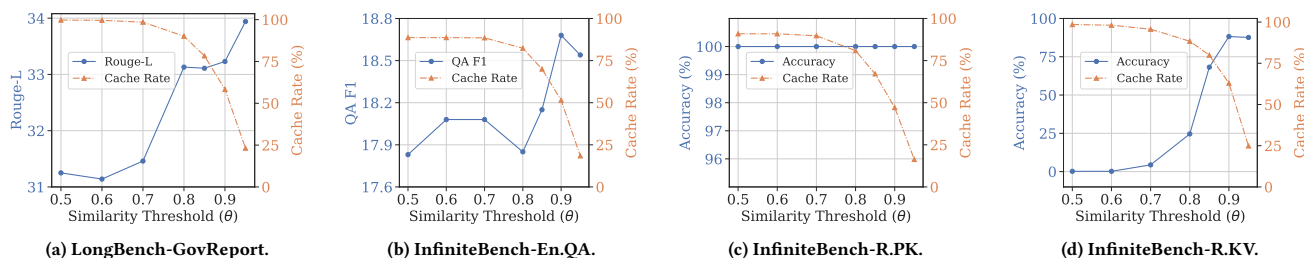 34
33
32
31
Rouge-L
Rouge-L
Cache Rate
100
75
50
25
0
Cache Rate (%)
0.5 0.6 0.7 0.8 0.9
Similarity Threshold (θ)
(a) LongBench-GovReport.
18.8
18.5
18.2
17.9
17.6
QA F1
QA F1
Cache Rate
100
75
50
25
0
Cache Rate (%)
0.5 0.6 0.7 0.8 0.9
Similarity Threshold (θ)
(b) InfiniteBench-En.QA.
100
99
98
97
96
Accuracy (%)
Accuracy
Cache Rate
100
75
50
25
0
Cache Rate (%)
0.5 0.6 0.7 0.8 0.9
Similarity Threshold (θ)
(c) InfiniteBench-R.PK.
100
75
50
25
0
Accuracy (%)
Accuracy
Cache Rate
100
75
50
25
0
Cache Rate (%)
0.5 0.6 0.7 0.8 0.9
Similarity Threshold (θ)
(d) InfiniteBench-R.KV.